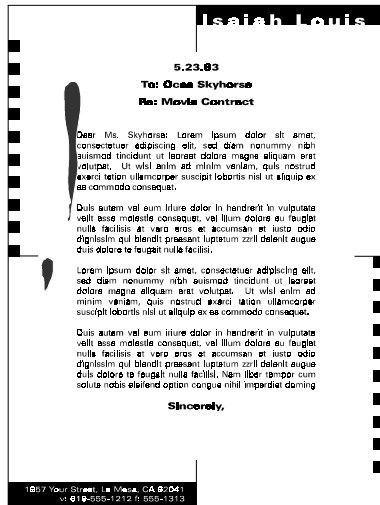 Isaiah Louis
5.23.93
To: Ocea Skyhorse
Re: Movie Contract
Dear Ms. Skyhorse: Lorem ipsum dolor sit amet,
consectetuer adipiscing elit, sed diem nonummy nibh
euismod tincidunt ut laoreet dolore magna aliquam erat
volutpat. Ut wisi enim ad minim veniam, quis nostrud
exerci tation ullamcorper suscipit lobortis nisl ut aliquip ex
ea commodo consequat.
Duis autem vel eum iriure dolor in hendrerit in vulputate
velit esse molestie consequat, vel illum dolore eu feugiat
nulla facilisis at vero eros et accumsan et iusto odio
dignissim qui blandit praesent luptatum zzril delenit augue
duis dolore te feugait nulla facilisi.
Lorem ipsum dolor sit amet, consectetuer adipiscing elit,
sed diem nonummy nibh euismod tincidunt ut laoreet
dolore magna aliquam erat volutpat. Ut wisi enim ad
minim veniam, quis nostrud exerci tation ullamcorper
suscipit lobortis nisl ut aliquip ex ea commodo consequat.
Duis autem vel eum iriure dolor in hendrerit in vulputate
velit esse molestie consequat, vel illum dolore eu feugiat
nulla facilisis at vero eros et accumsan et iusto odio
dignissim qui blandit praesent luptatum zzril delenit augue
duis dolore te feugait nulla facilisi. Nam liber tempor cum
soluta nobis eleifend option congue nihil imperdiet doming
Sincerely,
1957 Your Street, La Mesa, CA 92041
v: 619-555-1212 f: 555-1313